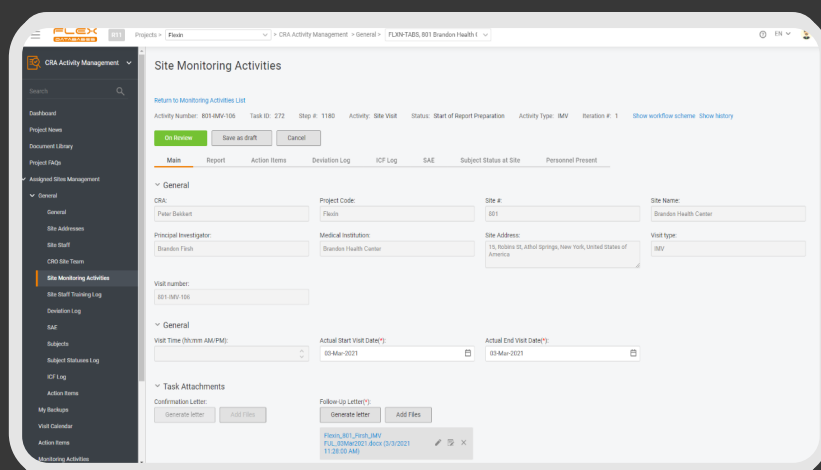 FLEX
DATABASES
011
Projects > Flexin > CRA Activity Management > General > FLXN-TABS, 801 Brandon Health (
EN
CRA Activity Management
Search
Dashboard
Project News
Document Library
Project FAQs
Assigned Sites Management
General
General
Site Addresses
Site Staff
CRO Site Team
Site Monitoring Activities
Site Staff Training Log
Deviation Log
SAE
Subjects
Subject Statuses Log
ICF Log
Action Items
My Backups
Visit Calendar
Action Items
Monitoring Activities
Site Monitoring Activities
Return to Monitoring Activities List
Activity Number: 801-IMV-106 Task ID: 272 Step #: 1180 Activity: Site Visit Status: Start of Report Preparation Activity Type: IMV Iteration #: 1 Show workflow scheme Show history
On Review Save as draft Cancel
Main Report Action Items Deviation Log ICF Log SAE Subject Status at Site Personnel Present
General
CRA: Project Code: Site #: Site Name:
Peter Bekkert Flexin 801 Brandon Health Center
Principal Investigator: Medical Institution: Site Address: Visit type:
Brandon Firsh Brandon Health Center 15, Robins St, Athol Springs, New York, United States of America IMV
Visit number:
801-IMV-106
General
Visit Time (hh:mm AM/PM): Actual Start Visit Date(*): Actual End Visit Date(*):
03-Mar-2021 03-Mar-2021
Task Attachments
Confirmation Letter: Follow-Up Letter(*):
Generate letter Add Files Generate letter Add Files
Flexin_801_Firsh_IMV
FUL_03Mar2021.docx (3/3/2021
11:28:00 AM)